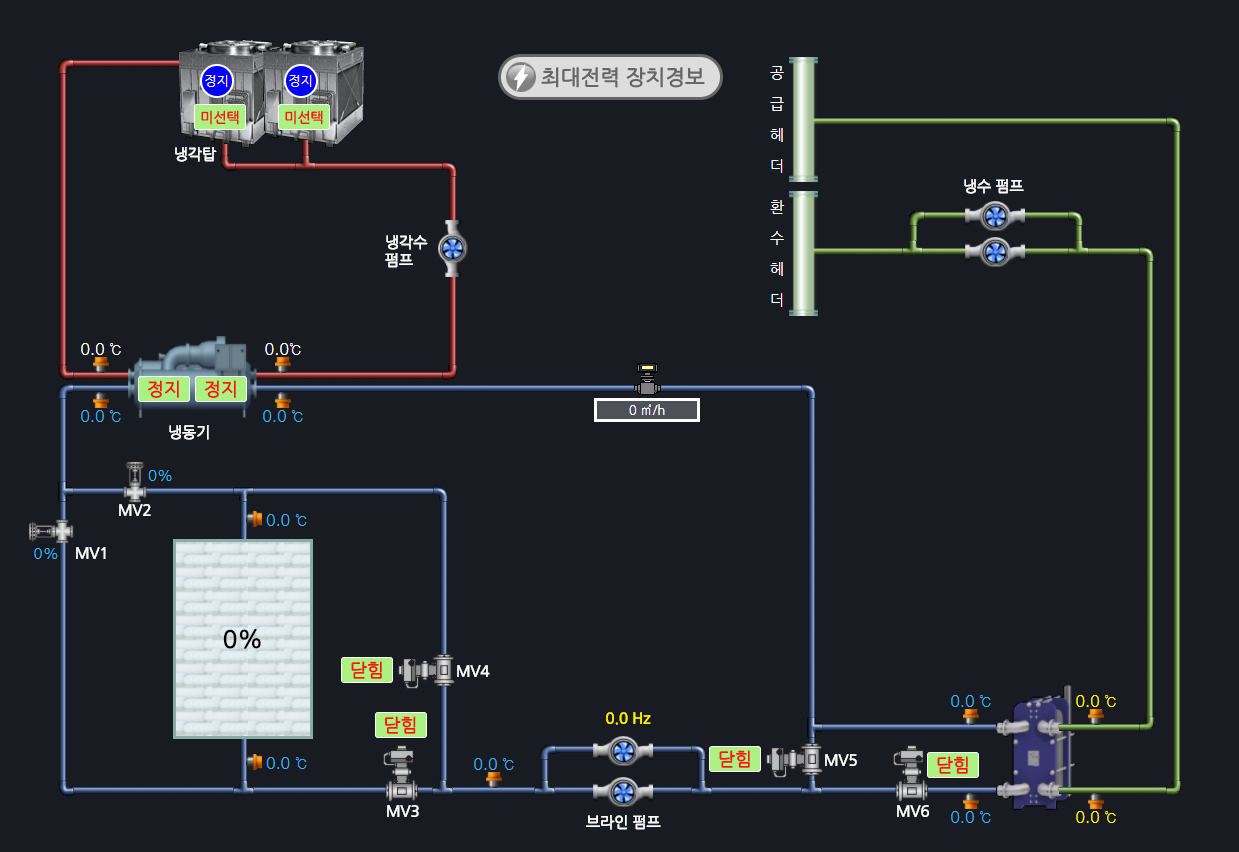 정지
정지
미선택
미선택
냉각탑
최대전력 장치경보
공
급
헤
더
환
수
헤
더
냉수 펌프
냉각수
펌프
0.0 ℃
0.0℃
정지
정지
0.0 ℃
0.0 ℃
냉동기
0 ㎥/h
0%
MV2
0.0 ℃
0%
MV1
0%
닫힘
MV4
닫힘
0.0 ℃
MV3
0.0 ℃
0.0 Hz
브라인 펌프
닫힘
MV5
닫힘
MV6
0.0 ℃
0.0 ℃
0.0 ℃
0.0 ℃